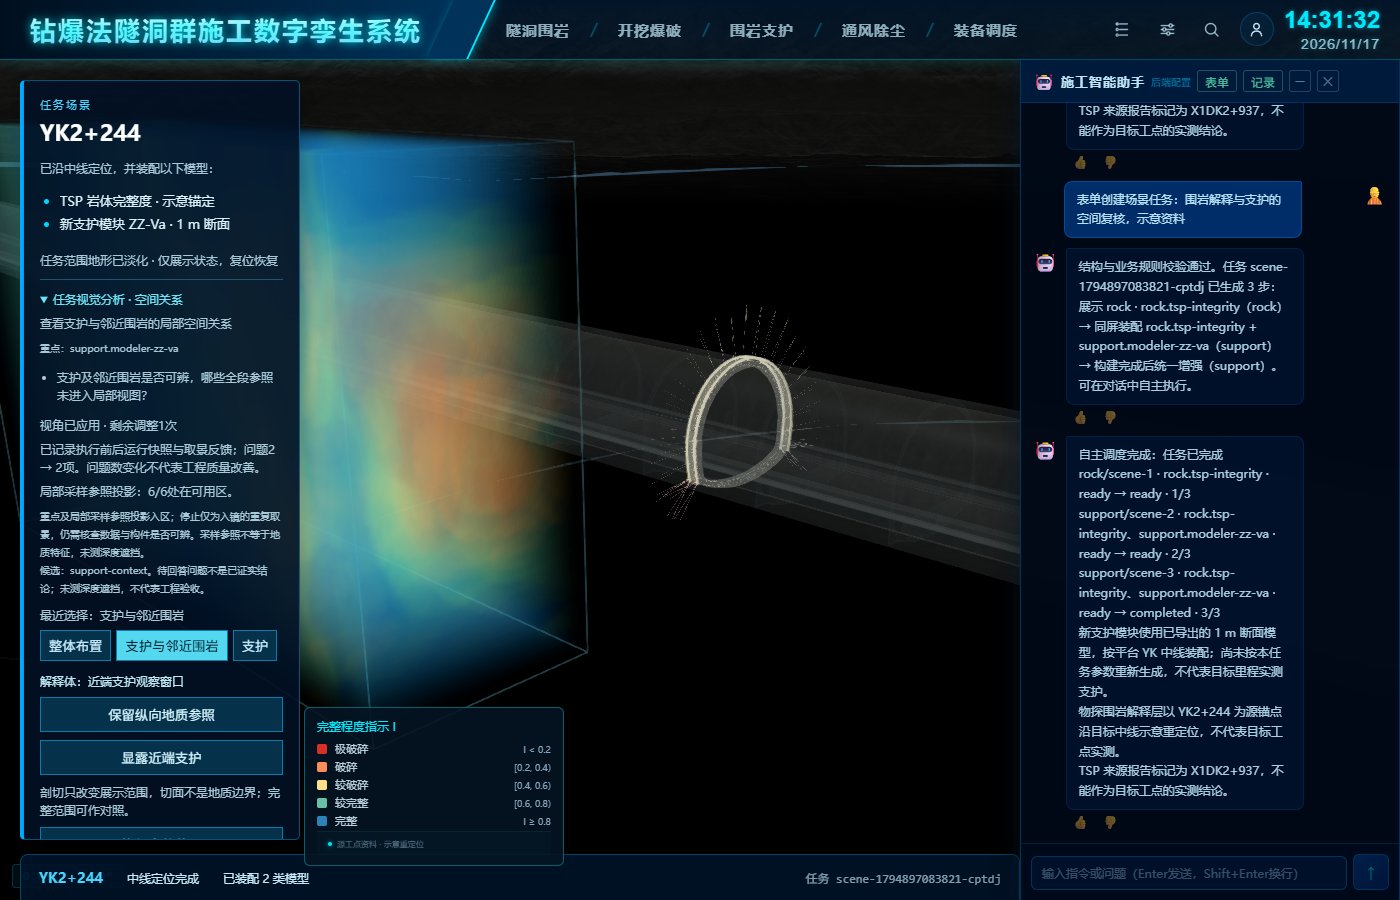 钻爆法隧洞群施工数字孪生系统
隧洞围岩 / 开挖爆破 / 围岩支护 / 通风除尘 / 装备调度
14:31:32
2026/11/17
任务场景
YK2+244
已沿中线定位，并装配以下模型：
TSP 岩体完整度 · 示意锚定
新支护模块 ZZ-Va · 1 m 断面
任务范围地形已淡化 · 仅展示状态，复位恢复
▼ 任务视觉分析 · 空间关系
查看支护与邻近围岩的局部空间关系
重点：support.modeler-zz-va
支护及邻近围岩是否可辨，哪些全段参照
未进入局部视图？
视角已应用 · 剩余调整1次
已记录执行前后运行快照与取景反馈；问题2
→ 2项。问题数变化不代表工程质量改善。
局部采样参照投影：6/6处在可用区。
重点及局部采样参照投影入区；停止仅为入镜的重复取
景，仍需核查数据与构件是否可辨。采样参照不等于地
质特征，未测深度遮挡。
候选：support-context。待回答问题不是已证实结
论；未测深度遮挡，不代表工程验收。
最近选择：支护与邻近围岩
整体布置
支护与邻近围岩
支护
解释体：近端支护观察窗口
保留纵向地质参照
显露近端支护
剖切只改变展示范围，切面不是地质边界；完
整范围可作对照。
完整程度指示 I
极破碎 I < 0.2
破碎 [0.2, 0.4)
较破碎 [0.4, 0.6)
较完整 [0.6, 0.8)
完整 I ≥ 0.8
源工点资料 · 示意重定位
YK2+244 中线定位完成 已装配 2 类模型
任务 scene-1794897083821-cptdj
施工智能助手 后端配置 表单 记录
TSP 来源报告标记为 X1DK2+937，不
能作为目标工点的实测结论。
表单创建场景任务：围岩解释与支护的
空间复核，示意资料
结构与业务规则校验通过。任务 scene-
1794897083821-cptdj 已生成 3 步：
展示 rock · rock.tsp-integrity（rock）
→ 同屏装配 rock.tsp-integrity +
support.modeler-zz-va（support）
→ 构建完成后统一增强（support）。
可在对话中自主执行。
自主调度完成：任务已完成
rock/scene-1 · rock.tsp-integrity ·
ready → ready · 1/3
support/scene-2 · rock.tsp-
integrity、support.modeler-zz-va ·
ready → ready · 2/3
support/scene-3 · rock.tsp-
integrity、support.modeler-zz-va ·
ready → completed · 3/3
新支护模块使用已导出的 1 m 断面模
型，按平台 YK 中线装配；尚未按本任
务参数重新生成，不代表目标里程实测
支护。
物探围岩解释层以 YK2+244 为源锚点
沿目标中线示意重定位，不代表目标工
点实测。
TSP 来源报告标记为 X1DK2+937，不
能作为目标工点的实测结论。
输入指令或问题（Enter发送，Shift+Enter换行）